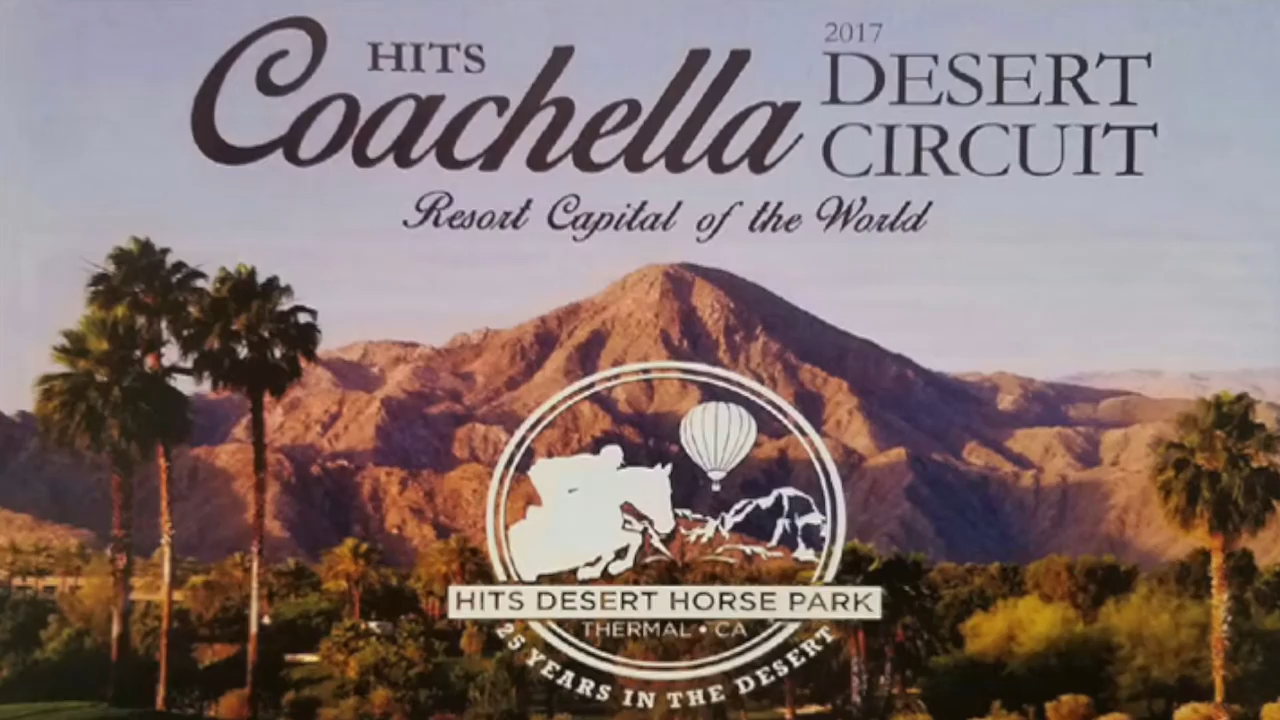 HITS
Coachella
2017
DESERT
CIRCUIT
Resort Capital of the World
HITS DESERT HORSE PARK
THERMAL • CA
25 YEARS IN THE DESERT